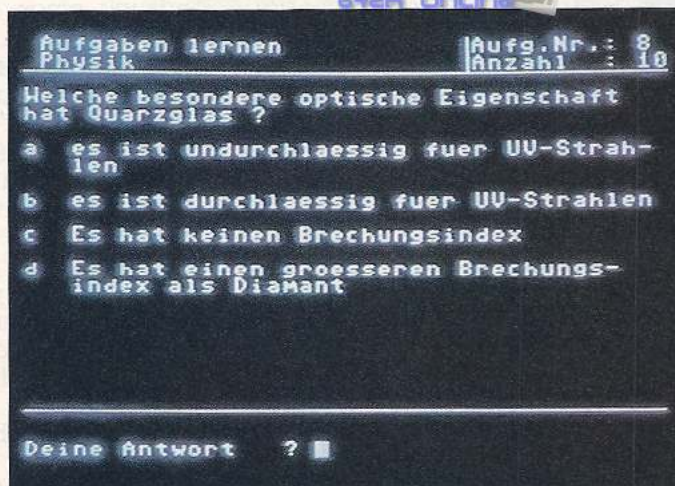 64ER ONLINE
Aufgaben lernen |Aufg.Nr.: 8
Physik |Anzahl : 10
Welche besondere optische Eigenschaft
hat Quarzglas ?
a es ist undurchlaessig fuer UV-Strah-
len
b es ist durchlaessig fuer UV-Strahlen
c Es hat keinen Brechungsindex
d Es hat einen groesseren Brechungs-
index als Diamant
Deine Antwort ?